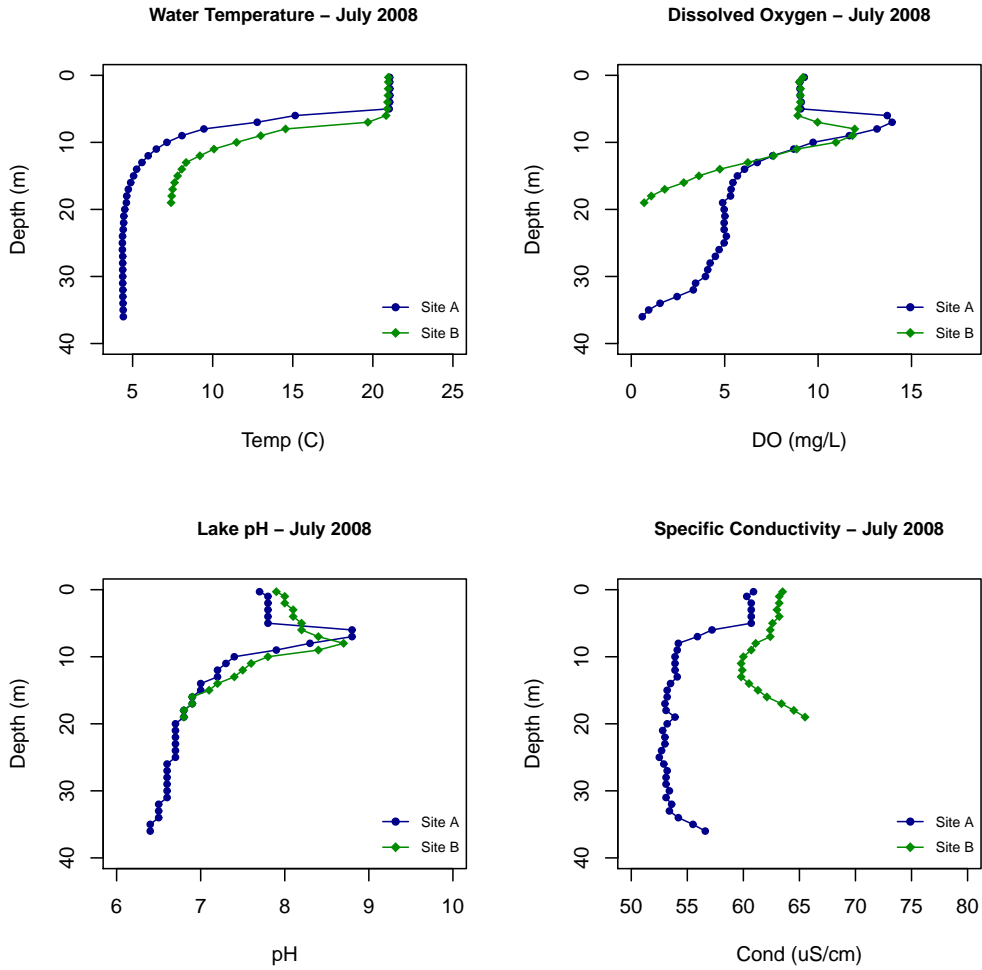 Water Temperature – July 2008
0
10
20
30
40
Depth (m)
Site A
Site B
5
10
15
20
25
Temp (C)
Dissolved Oxygen – July 2008
0
10
20
30
40
Depth (m)
Site A
Site B
0
5
10
15
DO (mg/L)
Lake pH – July 2008
0
10
20
30
40
Depth (m)
Site A
Site B
6
7
8
9
10
pH
Specific Conductivity – July 2008
0
10
20
30
40
Depth (m)
Site A
Site B
50
55
60
65
70
75
80
Cond (uS/cm)